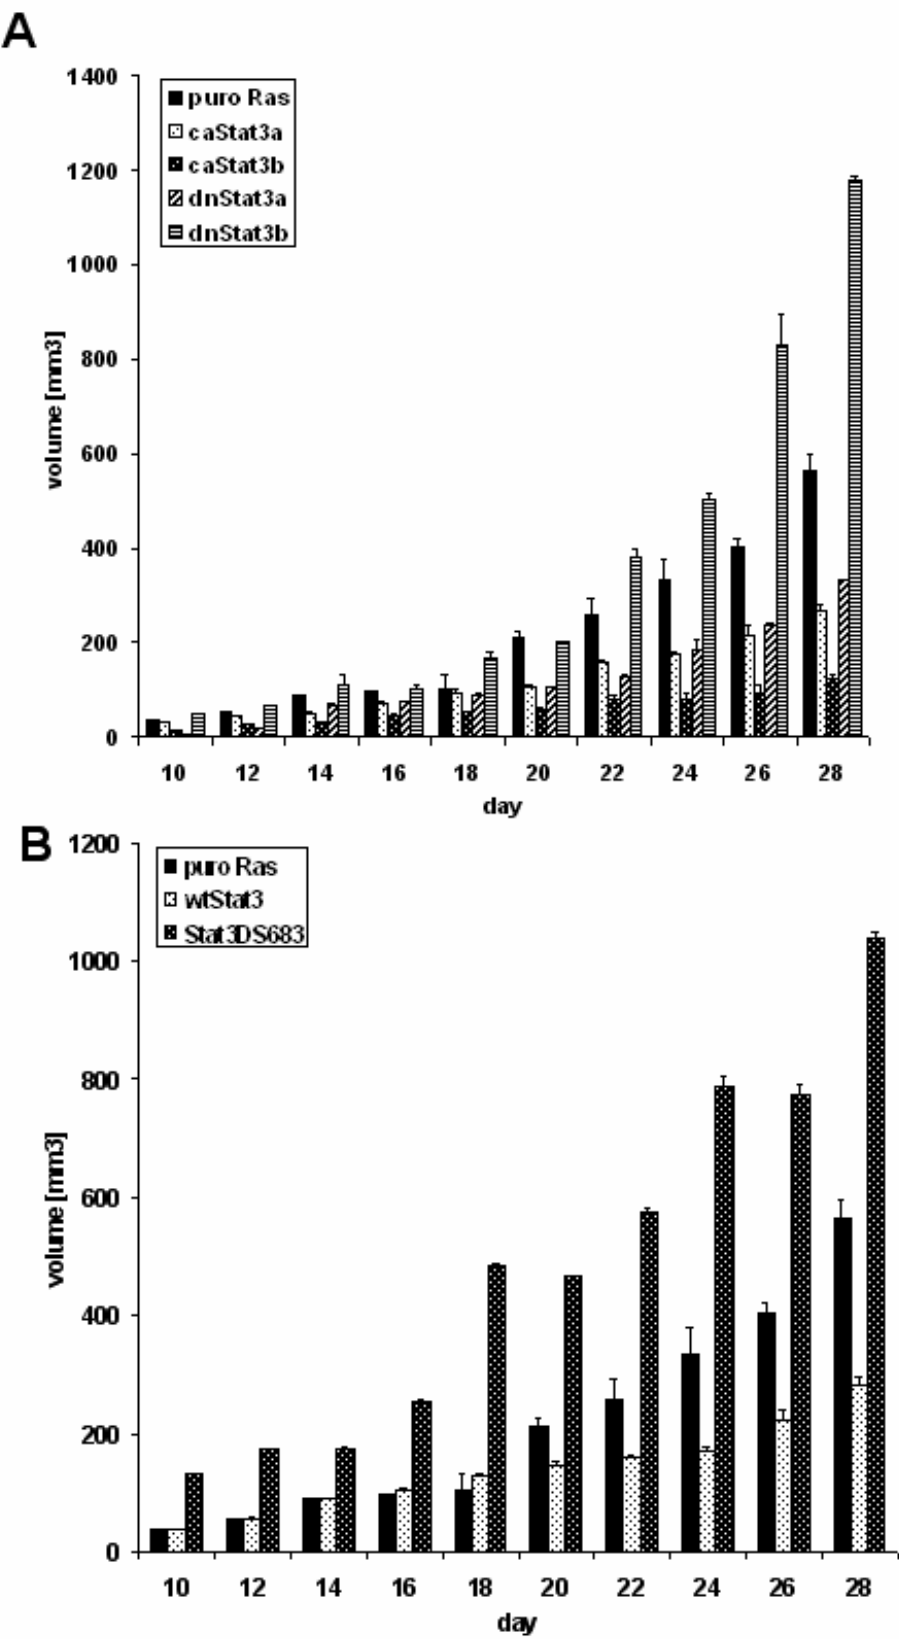 A
1400
1200
1000
800
600
400
200
0
volume [mm3]
puro Ras
caStat3a
caStat3b
dnStat3a
dnStat3b
10 12 14 16 18 20 22 24 26 28
day
B
1200
1000
800
600
400
200
0
volume [mm3]
puro Ras
wtStat3
Stat3DS683
10 12 14 16 18 20 22 24 26 28
day